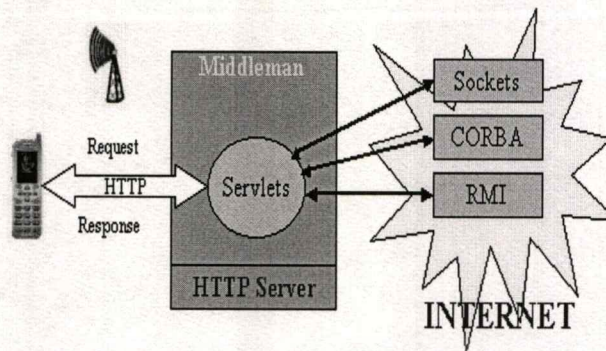 Middleman
Request
HTTP
Response
Servlets
HTTP Server
Sockets
CORBA
RMI
INTERNET